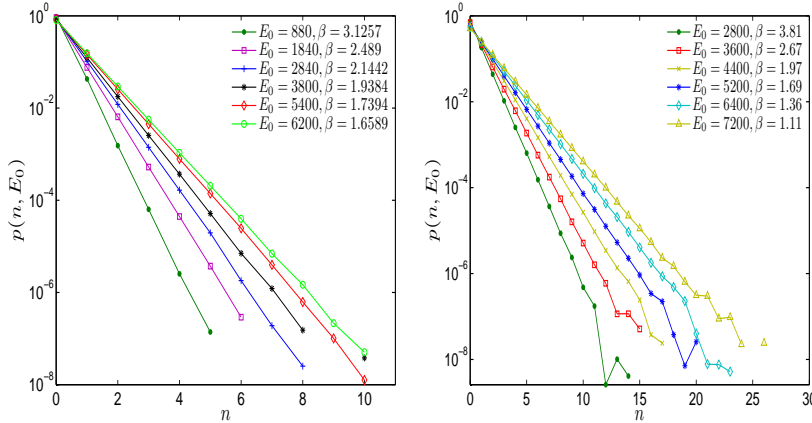 10^0
10^-2
10^-4
10^-6
10^-8
p(n, E_0)
0 2 4 6 8 10
n
E_0 = 880, β = 3.1257
E_0 = 1840, β = 2.489
E_0 = 2840, β = 2.1442
E_0 = 3800, β = 1.9384
E_0 = 5400, β = 1.7394
E_0 = 6200, β = 1.6589
10^0
10^-2
10^-4
10^-6
10^-8
p(n, E_0)
0 5 10 15 20 25 30
n
E_0 = 2800, β = 3.81
E_0 = 3600, β = 2.67
E_0 = 4400, β = 1.97
E_0 = 5200, β = 1.69
E_0 = 6400, β = 1.36
E_0 = 7200, β = 1.11